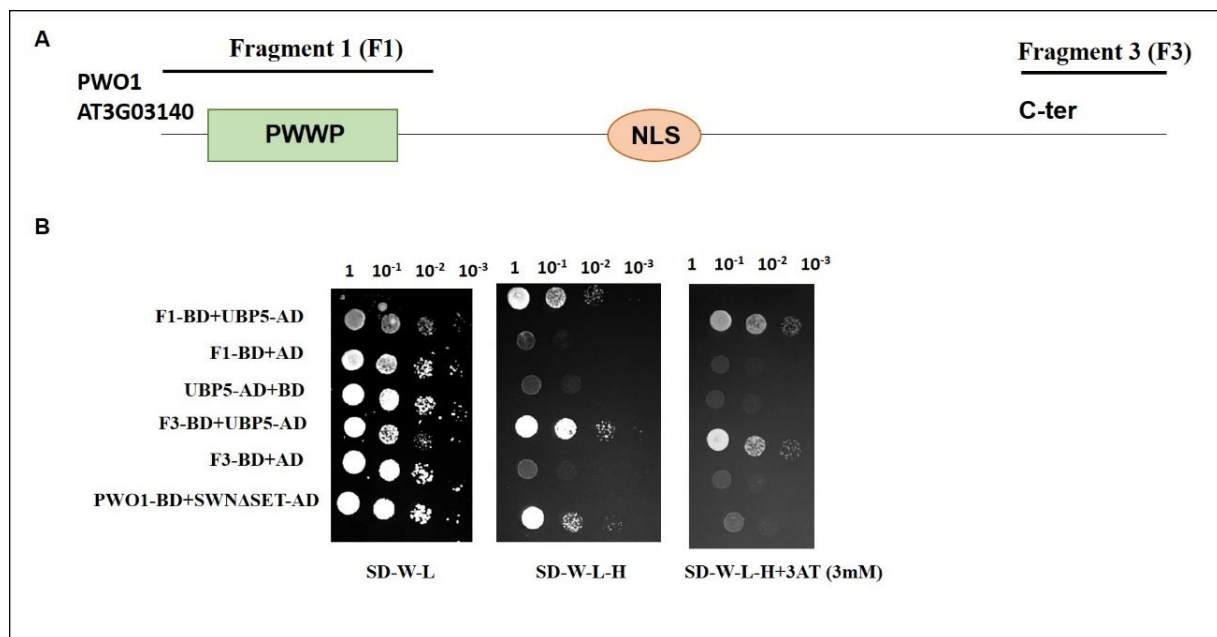 A
Fragment 1 (F1)
Fragment 3 (F3)
PWO1
AT3G03140
PWWP
NLS
C-ter
B
1 10⁻¹ 10⁻² 10⁻³ 1 10⁻¹ 10⁻² 10⁻³ 1 10⁻¹ 10⁻² 10⁻³
F1-BD+UBP5-AD
F1-BD+AD
UBP5-AD+BD
F3-BD+UBP5-AD
F3-BD+AD
PWO1-BD+SWNΔSET-AD
SD-W-L SD-W-L-H SD-W-L-H+3AT (3mM)